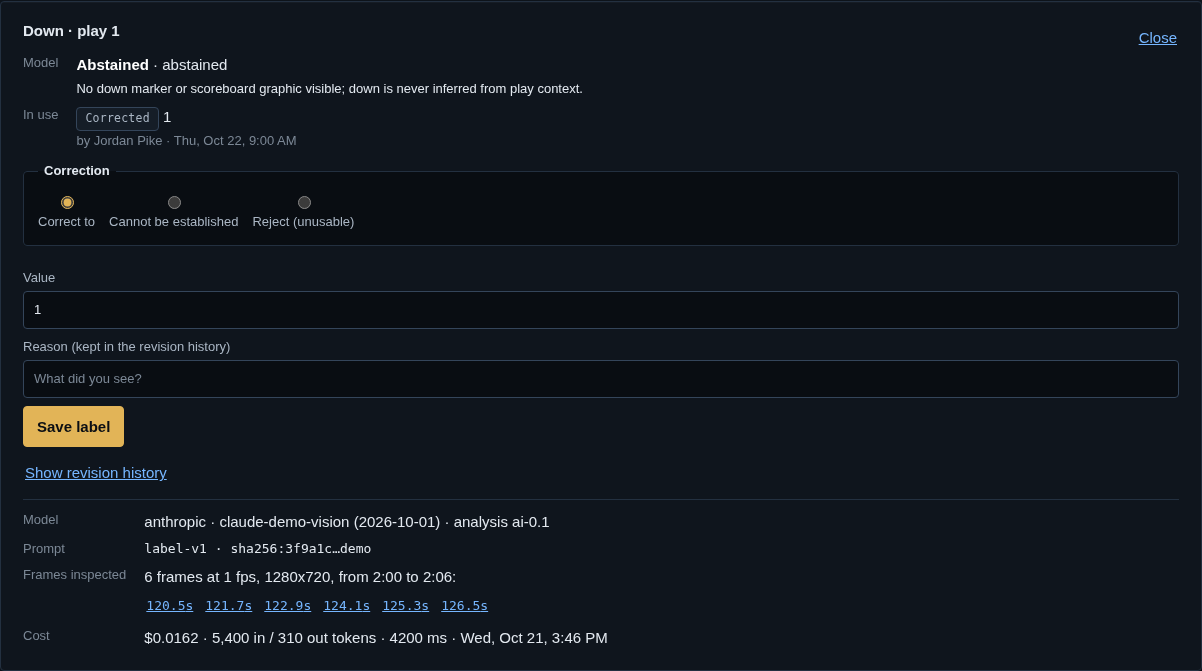 Down · play 1
Close
Model
Abstained · abstained
No down marker or scoreboard graphic visible; down is never inferred from play context.
In use
Corrected 1
by Jordan Pike · Thu, Oct 22, 9:00 AM
Correction
Correct to
Cannot be established
Reject (unusable)
Value
1
Reason (kept in the revision history)
What did you see?
Save label
Show revision history
Model
anthropic · claude-demo-vision (2026-10-01) · analysis ai-0.1
Prompt
label-v1 · sha256:3f9a1c…demo
Frames inspected
6 frames at 1 fps, 1280x720, from 2:00 to 2:06:
120.5s 121.7s 122.9s 124.1s 125.3s 126.5s
Cost
$0.0162 · 5,400 in / 310 out tokens · 4200 ms · Wed, Oct 21, 3:46 PM